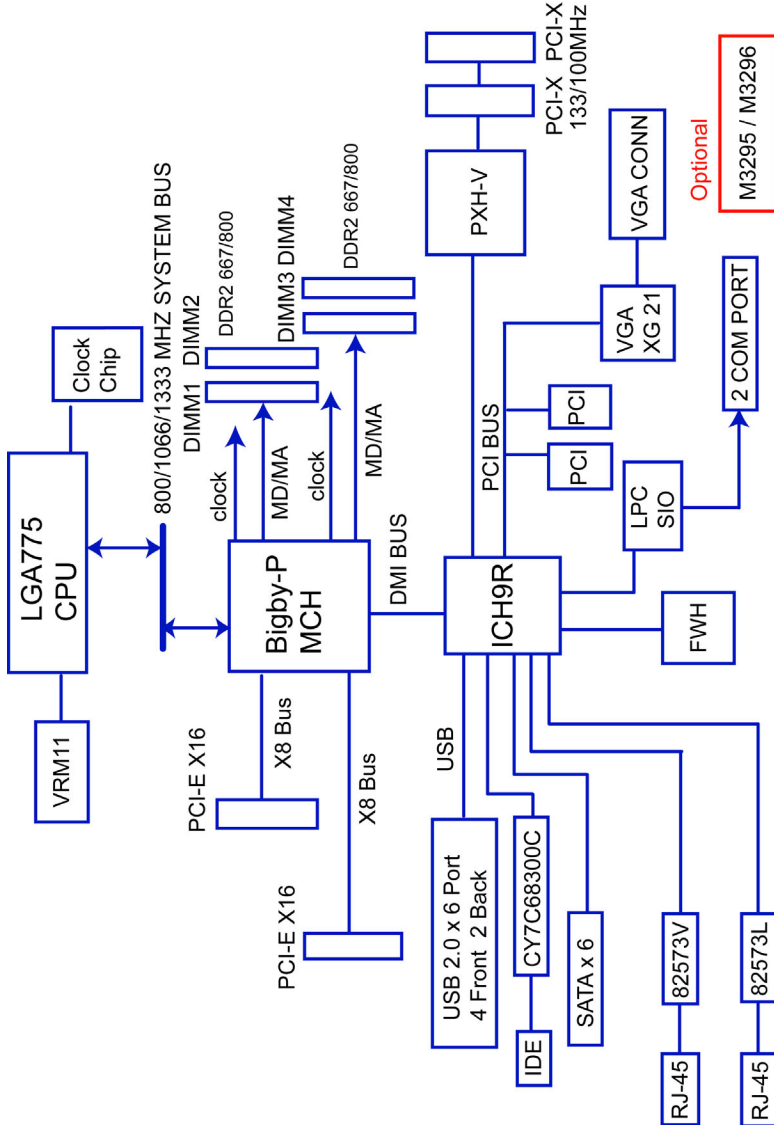 VRM11
LGA775
CPU
Clock
Chip
800/1066/1333 MHZ SYSTEM BUS
PCI-E X16
X8 Bus
PCI-E X16
X8 Bus
Bigby-P
MCH
clock
MD/MA
clock
MD/MA
DIMM1 DIMM2
DDR2 667/800
DIMM3 DIMM4
DDR2 667/800
DMI BUS
USB
USB 2.0 x 6 Port
4 Front 2 Back
IDE
CY7C68300C
SATA x 6
RJ-45
82573V
RJ-45
82573L
ICH9R
PCI BUS
PXH-V
PCI-X PCI-X
133/100MHz
PCI
PCI
VGA
XG 21
VGA CONN
FWH
LPC
SIO
2 COM PORT
Optional
M3295 / M3296